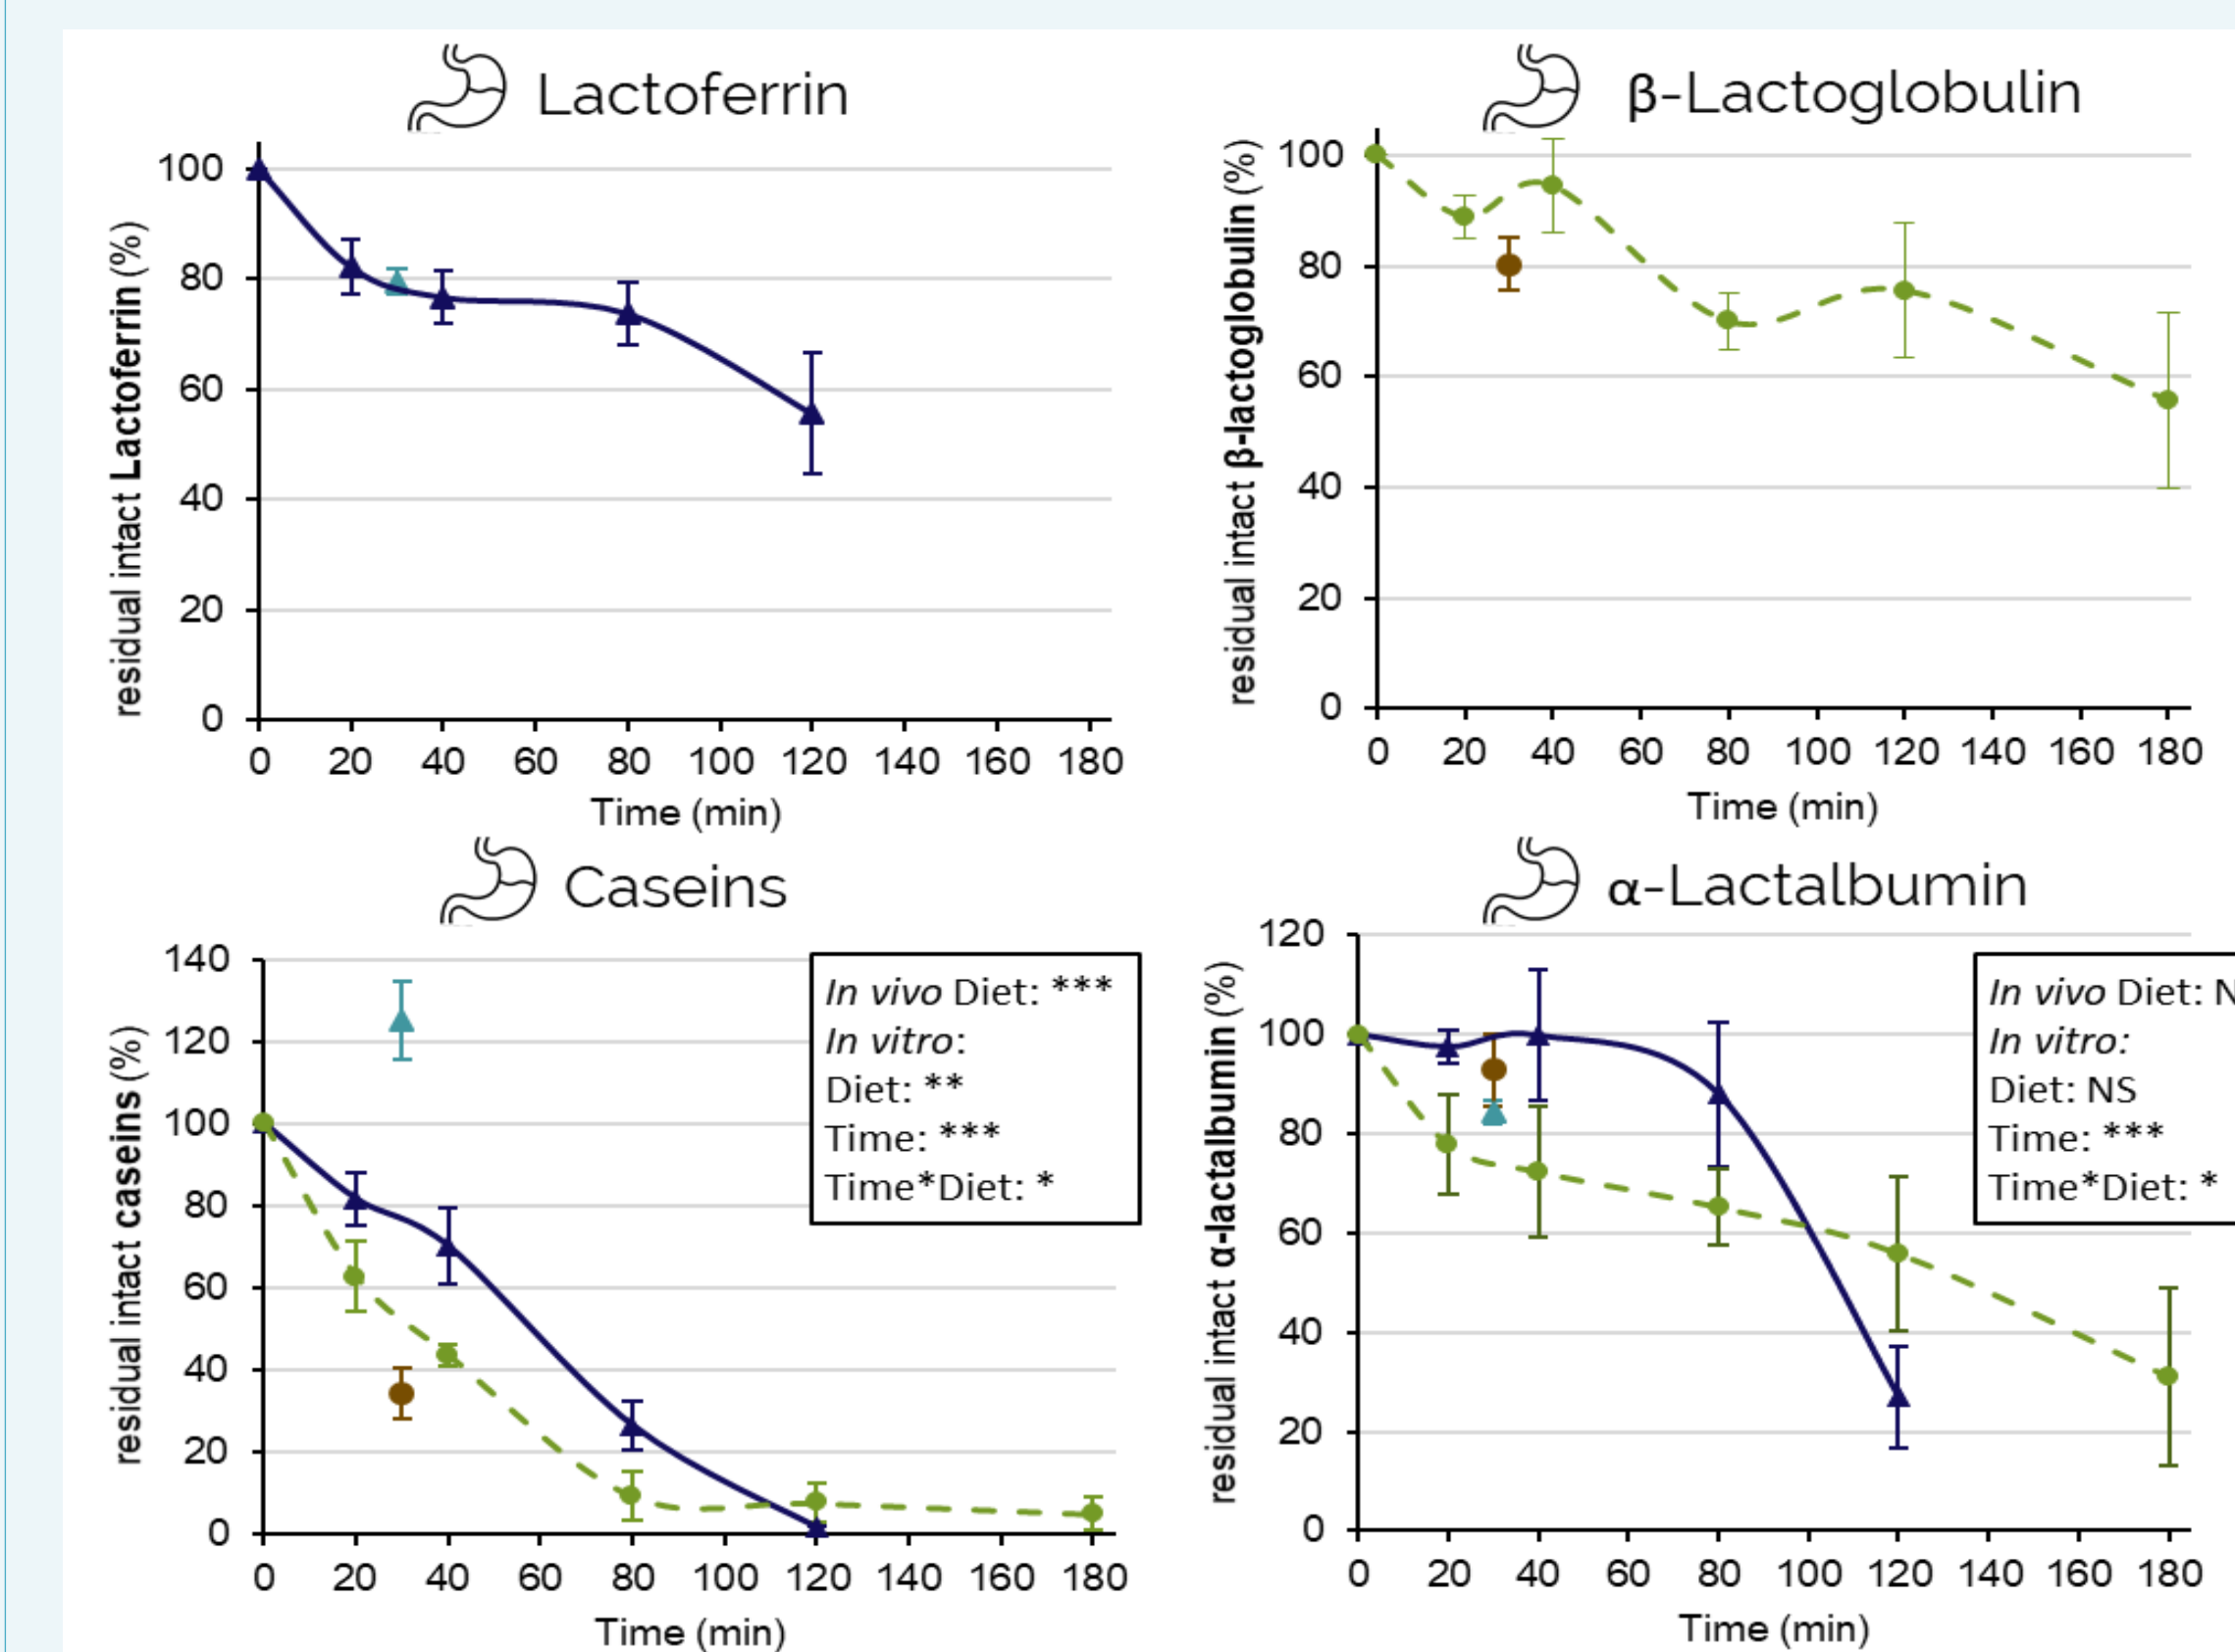 Lactoferrin
residual intact Lactoferrin (%)
100
80
60
40
20
0
0 20 40 60 80 100 120 140 160 180
Time (min)
β-Lactoglobulin
residual intact β-lactoglobulin (%)
100
80
60
40
20
0
0 20 40 60 80 100 120 140 160 180
Time (min)
Caseins
residual intact caseins (%)
140
120
100
80
60
40
20
0
In vivo Diet: ***
In vitro:
Diet: **
Time: ***
Time*Diet: *
0 20 40 60 80 100 120 140 160 180
Time (min)
α-Lactalbumin
residual intact α-lactalbumin (%)
120
100
80
60
40
20
0
In vivo Diet: N
In vitro:
Diet: NS
Time: ***
Time*Diet: *
0 20 40 60 80 100 120 140 160 180
Time (min)